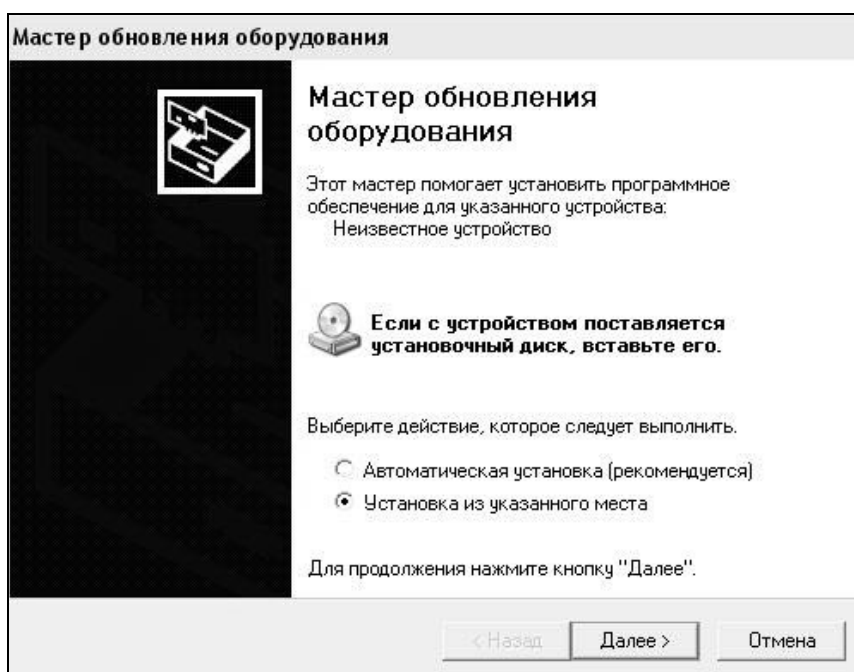 Мастер обновления оборудования
Мастер обновления
оборудования
Этот мастер помогает установить программное
обеспечение для указанного устройства:
Неизвестное устройство
Если с устройством поставляется
установочный диск, вставьте его.
Выберите действие, которое следует выполнить.
Автоматическая установка (рекомендуется)
Установка из указанного места
Для продолжения нажмите кнопку "Далее".
< Назад Далее > Отмена